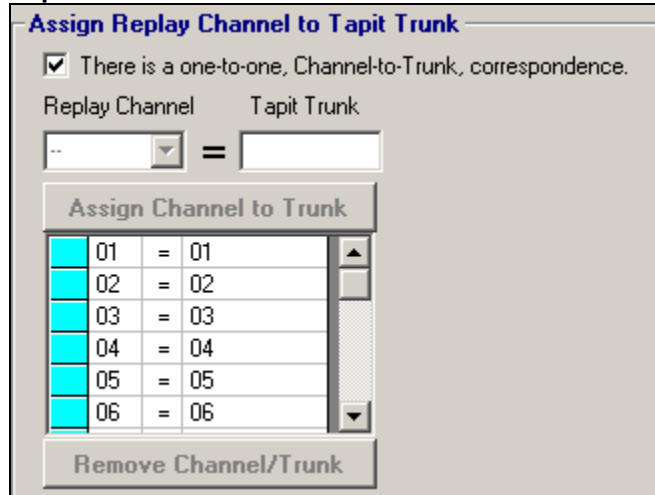 Assign Replay Channel to Tapit Trunk
There is a one-to-one, Channel-to-Trunk, correspondence.
Replay Channel Tapit Trunk
-- =
Assign Channel to Trunk
01 = 01
02 = 02
03 = 03
04 = 04
05 = 05
06 = 06
Remove Channel/Trunk